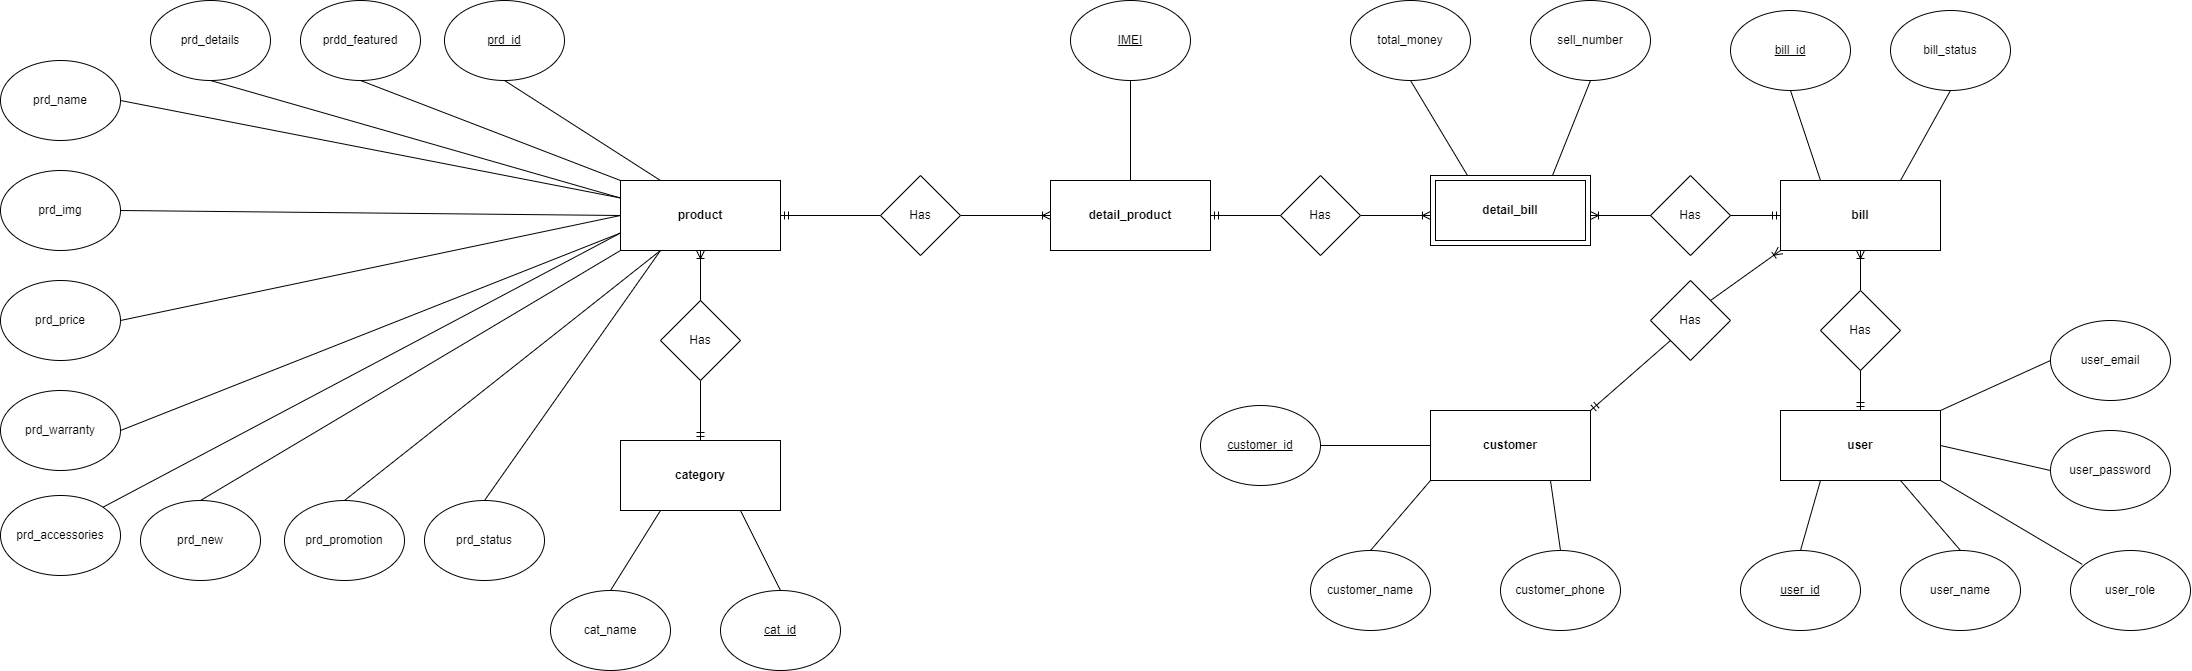 prd_details
prdd_featured
prd_id
IMEI
total_money
sell_number
bill_id
bill_status
prd_name
prd_img
product
Has
detail_product
Has
detail_bill
Has
bill
prd_price
Has
Has
Has
user_email
prd_warranty
customer_id
customer
user
user_password
category
prd_accessories
prd_new
prd_promotion
prd_status
customer_name
customer_phone
user_id
user_name
user_role
cat_name
cat_id